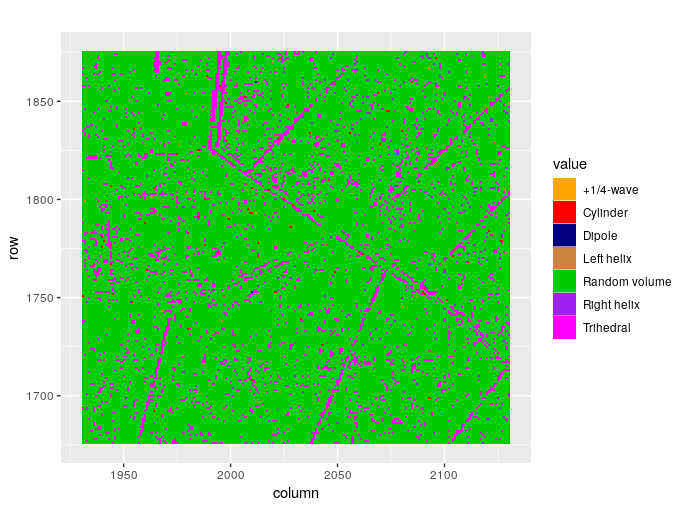 1850
1800
1750
1700
row
1950
2000
2050
2100
column
value
+1/4-wave
Cylinder
Dipole
Left helix
Random volume
Right helix
Trihedral